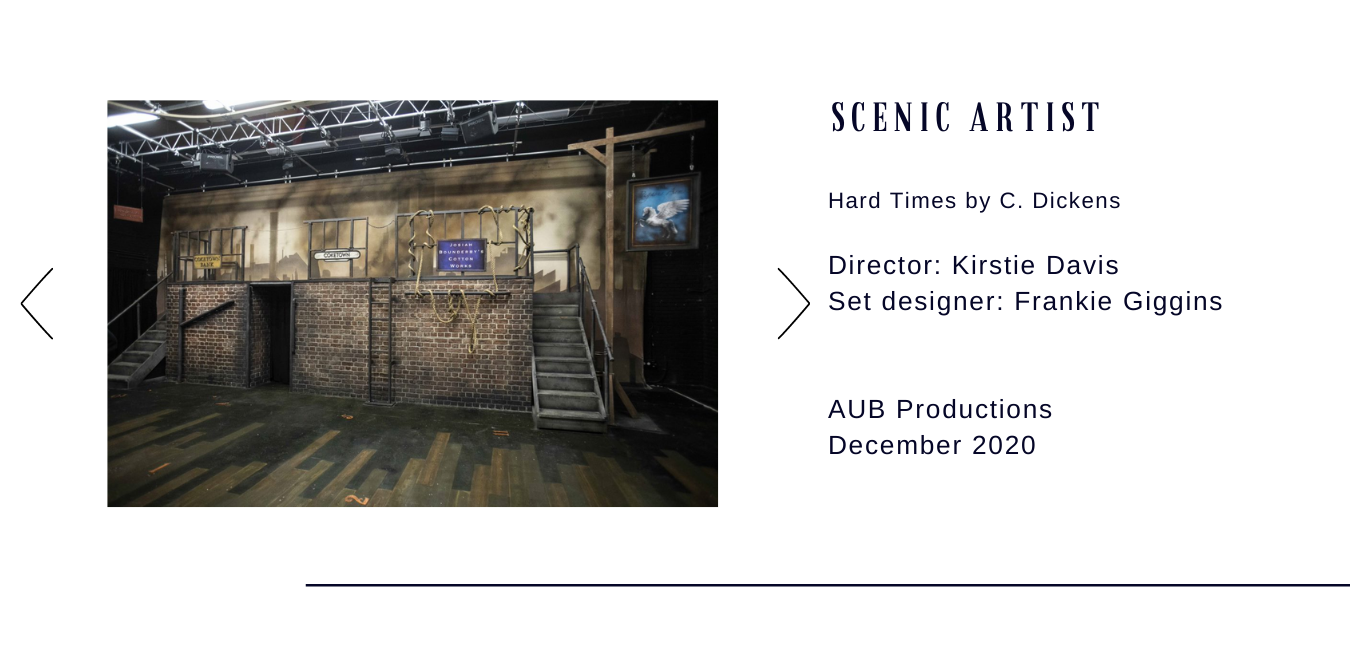 SCENIC ARTIST
Hard Times by C. Dickens
Director: Kirstie Davis
Set designer: Frankie Giggins
AUB Productions
December 2020
COKETOWN
BANK
COKETOWN
JOSIAH
BOUNDERBY'S
COTTON
WORKS